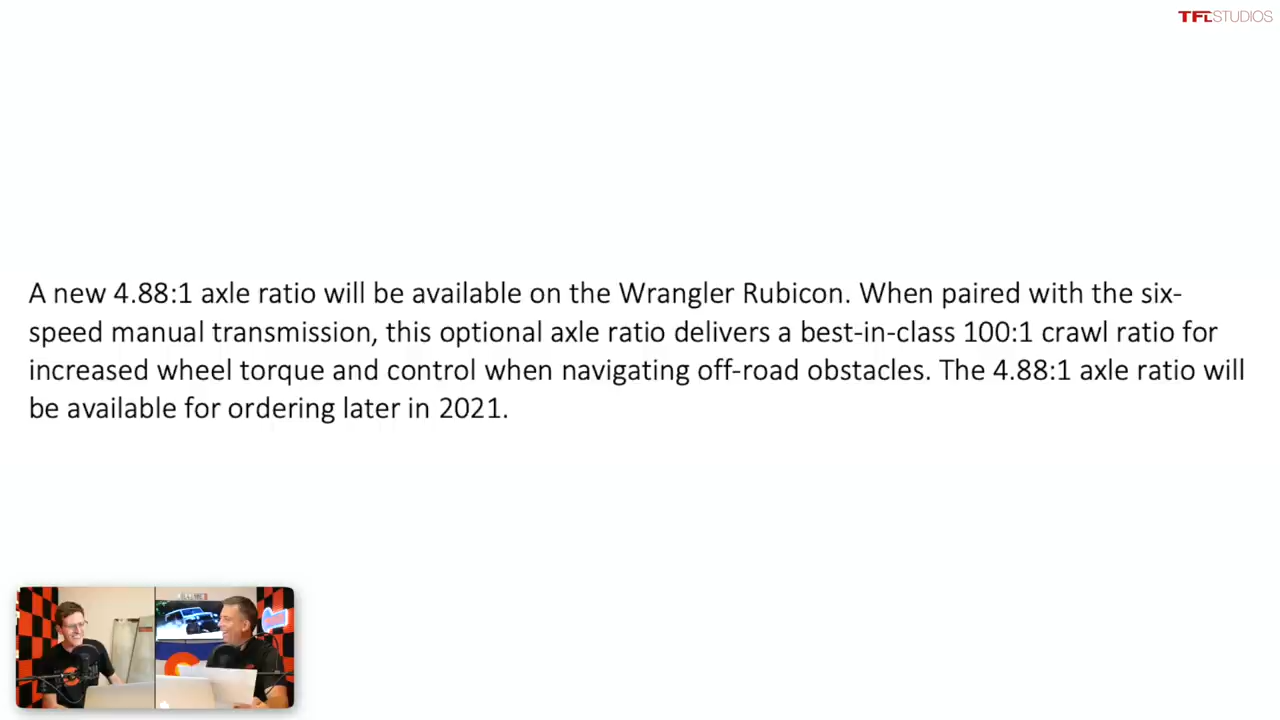 TFLSTUDIOS
A new 4.88:1 axle ratio will be available on the Wrangler Rubicon. When paired with the six-
speed manual transmission, this optional axle ratio delivers a best-in-class 100:1 crawl ratio for
increased wheel torque and control when navigating off-road obstacles. The 4.88:1 axle ratio will
be available for ordering later in 2021.